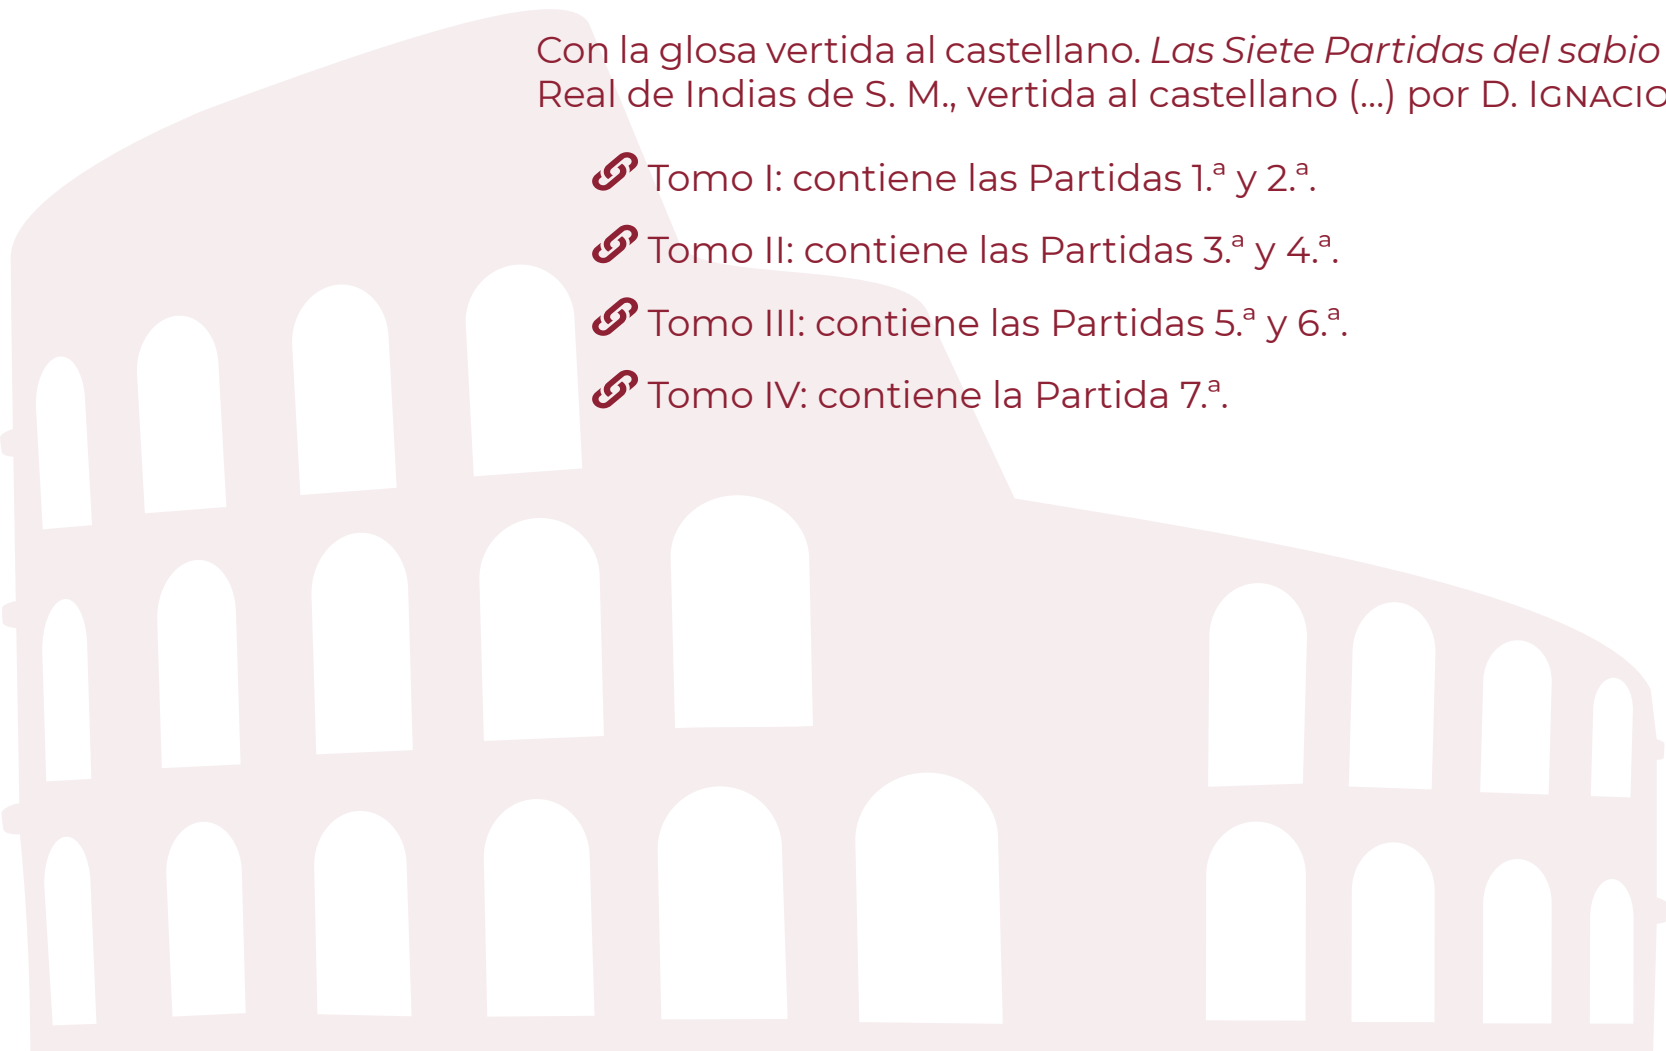 Con la glosa vertida al castellano. Las Siete Partidas del sabio
Real de Indias de S. M., vertida al castellano (...) por D. IGNACIO
Tomo I: contiene las Partidas 1.ª y 2.ª.
Tomo II: contiene las Partidas 3.ª y 4.ª.
Tomo III: contiene las Partidas 5.ª y 6.ª.
Tomo IV: contiene la Partida 7.ª.